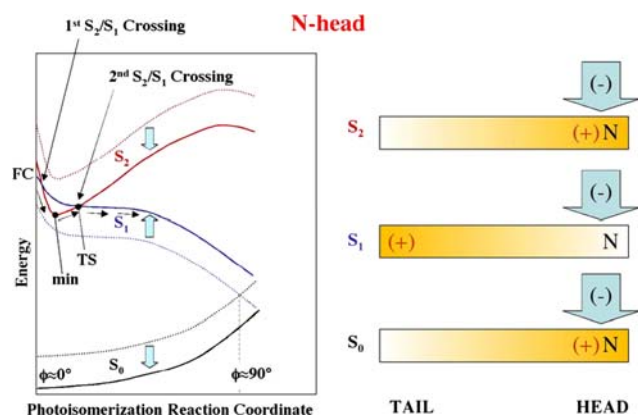 N-head
1st S2/S1 Crossing
2nd S2/S1 Crossing
FC
S2
S1
min
TS
S0
ϕ≈0°
ϕ≈90°
Energy
Photoisomerization Reaction Coordinate
(-)
S2
(+) N
(-)
S1
(+)
N
(-)
S0
(+) N
TAIL
HEAD